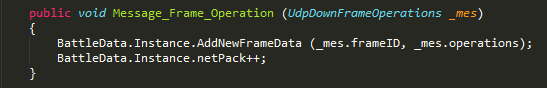 public void Message_Frame_Operation (UdpDownFrameOperations _mes)
{
BattleData.Instance.AddNewFrameData (_mes.frameID, _mes.operations);
BattleData.Instance.netPack++;
}